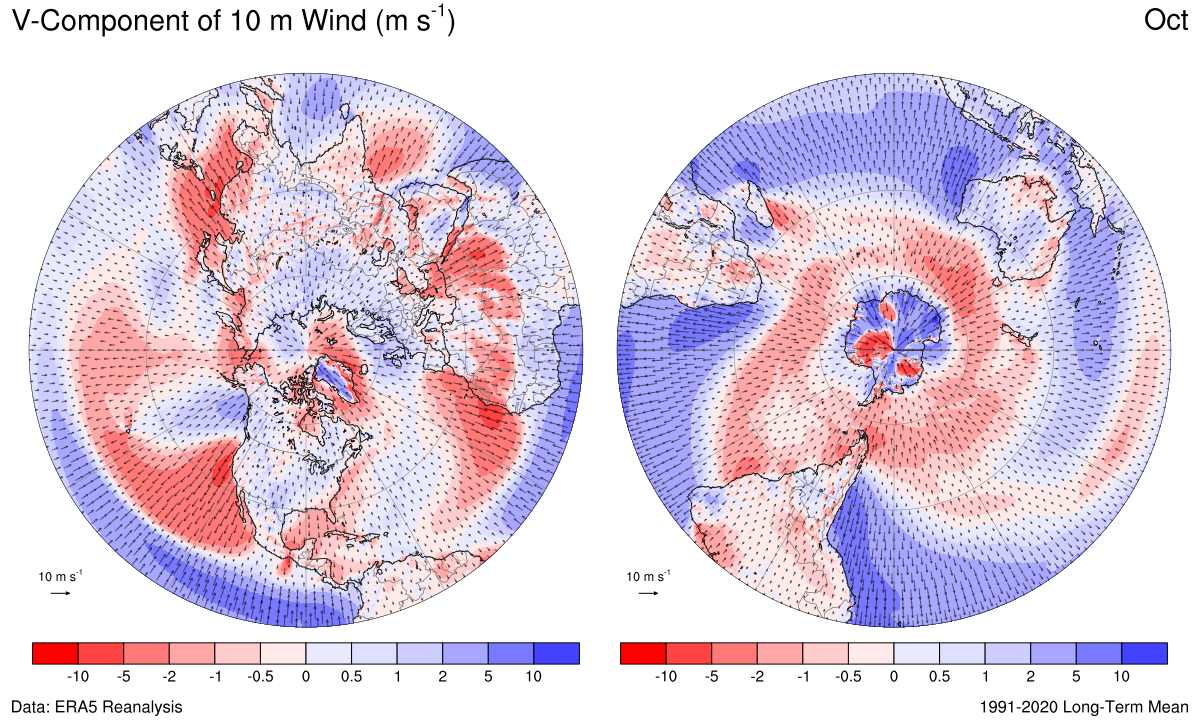 V-Component of 10 m Wind (m s⁻¹) Oct
10 m s⁻¹ 10 m s⁻¹
-10 -5 -2 -1 -0.5 0 0.5 1 2 5 10 -10 -5 -2 -1 -0.5 0 0.5 1 2 5 10
Data: ERA5 Reanalysis 1991-2020 Long-Term Mean